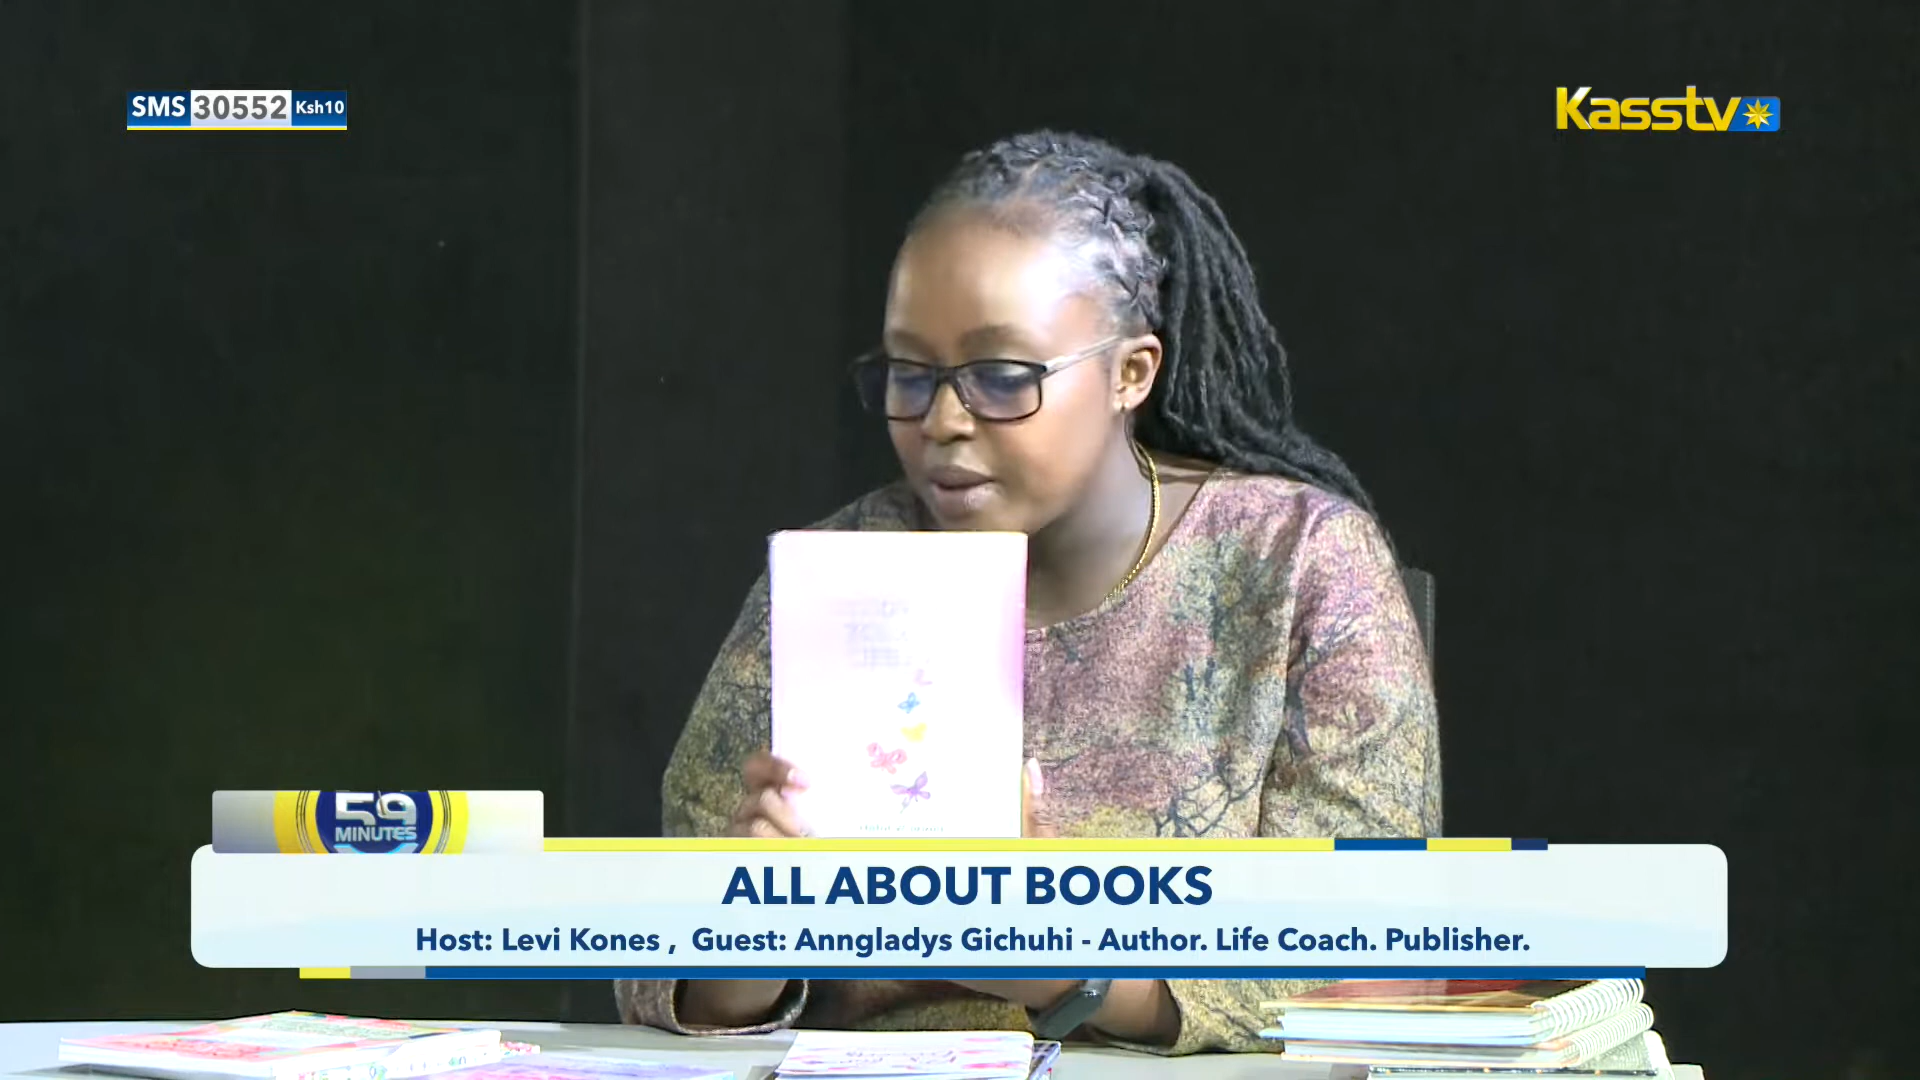 SMS 30552 Ksh10
Kasstv
59
MINUTES
ALL ABOUT BOOKS
Host: Levi Kones , Guest: Anngladys Gichuhi - Author. Life Coach. Publisher.